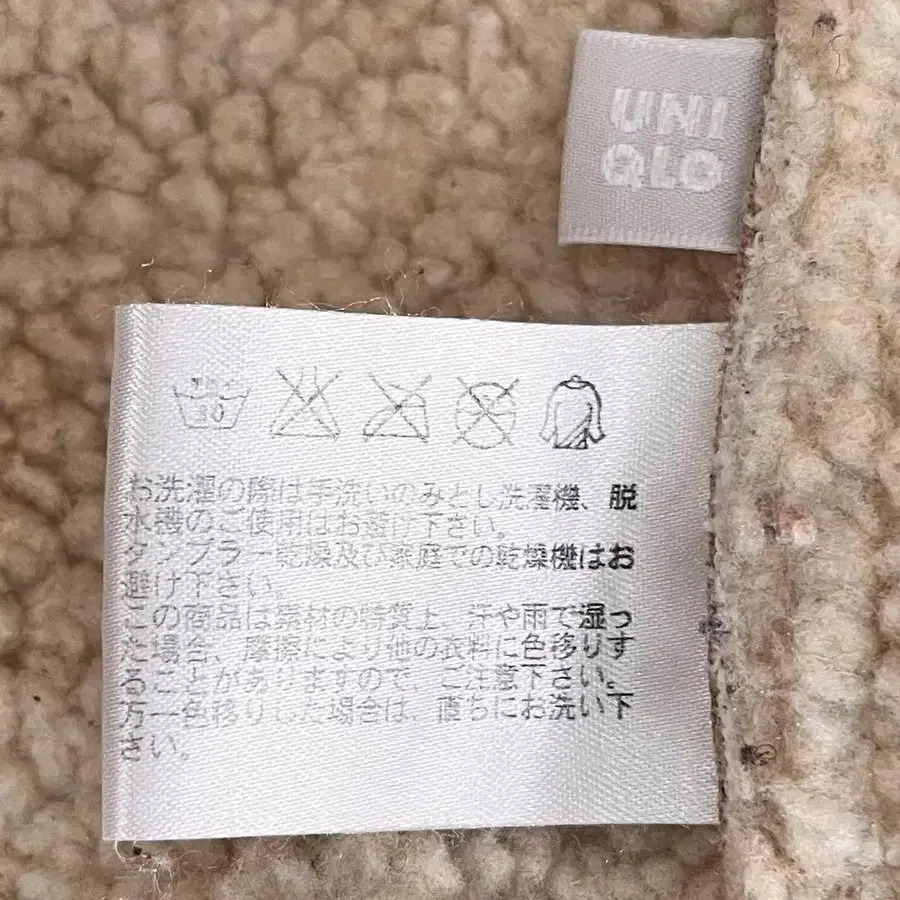 UNI
QLO
30
お洗濯の際は手洗いのみとし洗濯機、脱
水機のご使用はお避け下さい。
タンブラー乾燥及び家庭での乾燥機はお
避け下さい。
この商品は素材の特質上、汗や雨で湿っ
た場合、摩擦により他の衣料に色移りす
ることがありますので、ご注意下さい。
万一色移りした場合は、直ちにお洗い下
さい。